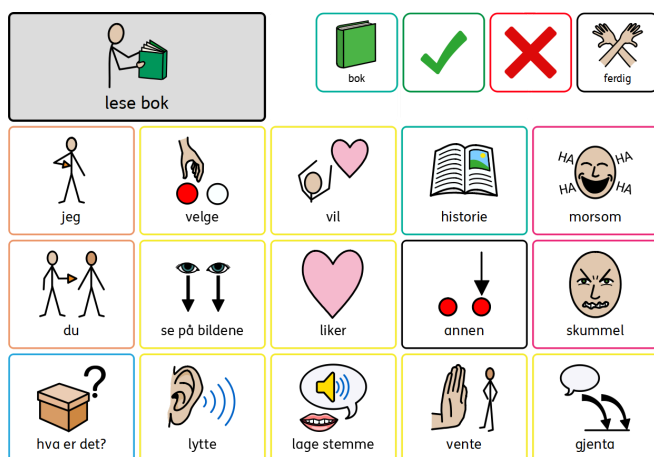 lese bok
bok
ferdig
jeg
velge
vil
historie
HA HA
HA HA
morsom
du
se på bildene
liker
annen
skummel
?
hva er det?
lytte
lage stemme
vente
gjenta